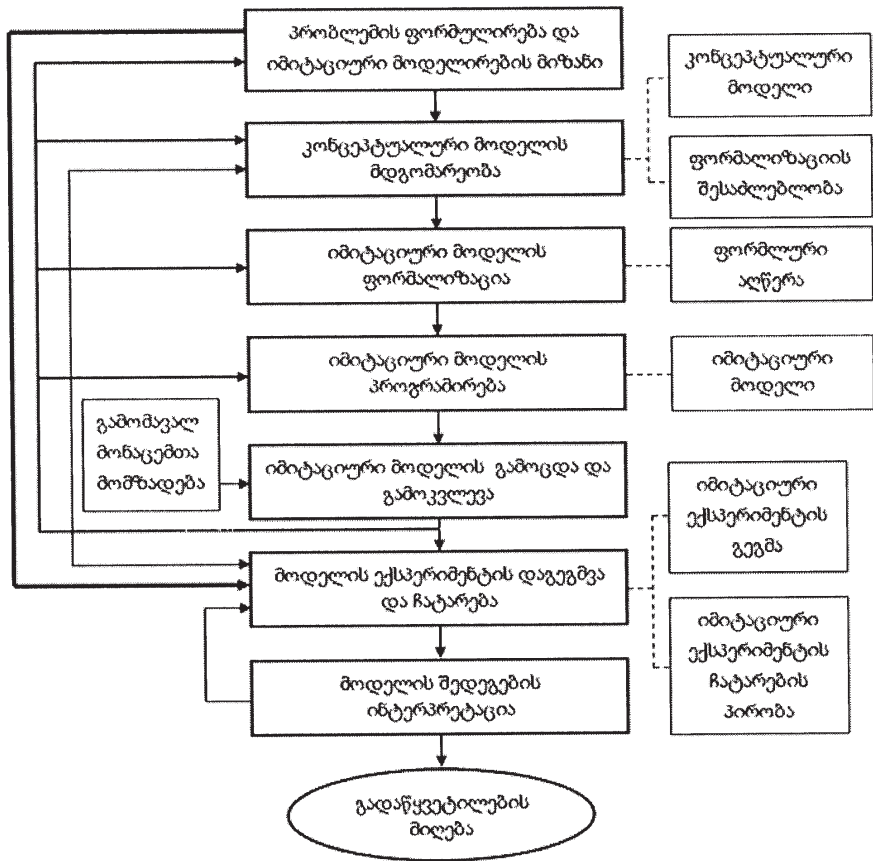 პრობლემის ფორმულირება და
იმიტაციური მოდელირების მიზანი
კონცეპტუალური
მოდელი
კონცეპტუალური მოდელის
მდგომარეობა
ფორმალიზაციის
შესაძლებლობა
იმიტაციური მოდელის
ფორმალიზაცია
ფორმლური
აღწერა
იმიტაციური მოდელის
პროგრამირება
იმიტაციური
მოდელი
გამომავალ
მონაცემთა
მომზადება
იმიტაციური მოდელის გამოცდა და
გამოკვლევა
იმიტაციური
ექსპერიმენტის
გეგმა
მოდელის ექსპერიმენტის დაგეგმვა
და ჩატარება
იმიტაციური
ექსპერიმენტის
ჩატარების
პირობა
მოდელის შედეგების
ინტერპრეტაცია
გადაწყვეტილების
მიღება